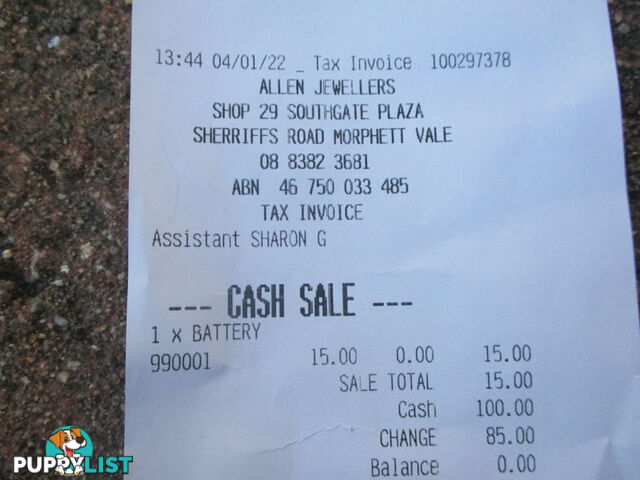 13:44 04/01/22 _ Tax Invoice 100297378
ALLEN JEWELLERS
SHOP 29 SOUTHGATE PLAZA
SHERRIFFS ROAD MORPHETT VALE
08 8382 3681
ABN 46 750 033 485
TAX INVOICE
Assistant SHARON G
--- CASH SALE ---
1 x BATTERY
990001 15.00 0.00 15.00
SALE TOTAL 15.00
Cash 100.00
CHANGE 85.00
Balance 0.00
PUPPYLIST